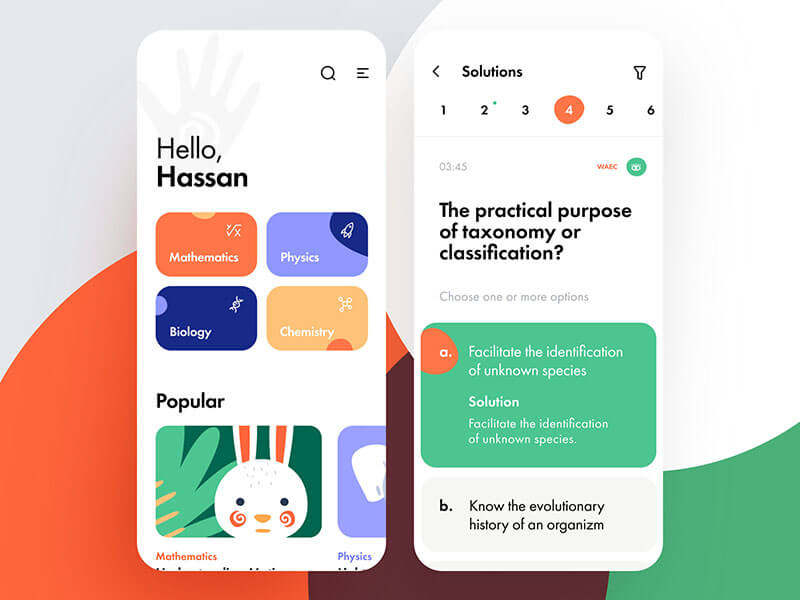 Hello,
Hassan
Mathematics
Physics
Biology
Chemistry
Popular
Mathematics
Physics
Solutions
1 2 3 4 5 6
03:45
WAEC
The practical purpose
of taxonomy or
classification?
Choose one or more options
a. Facilitate the identification
of unknown species
Solution
Facilitate the identification
of unknown species.
b. Know the evolutionary
history of an organizm